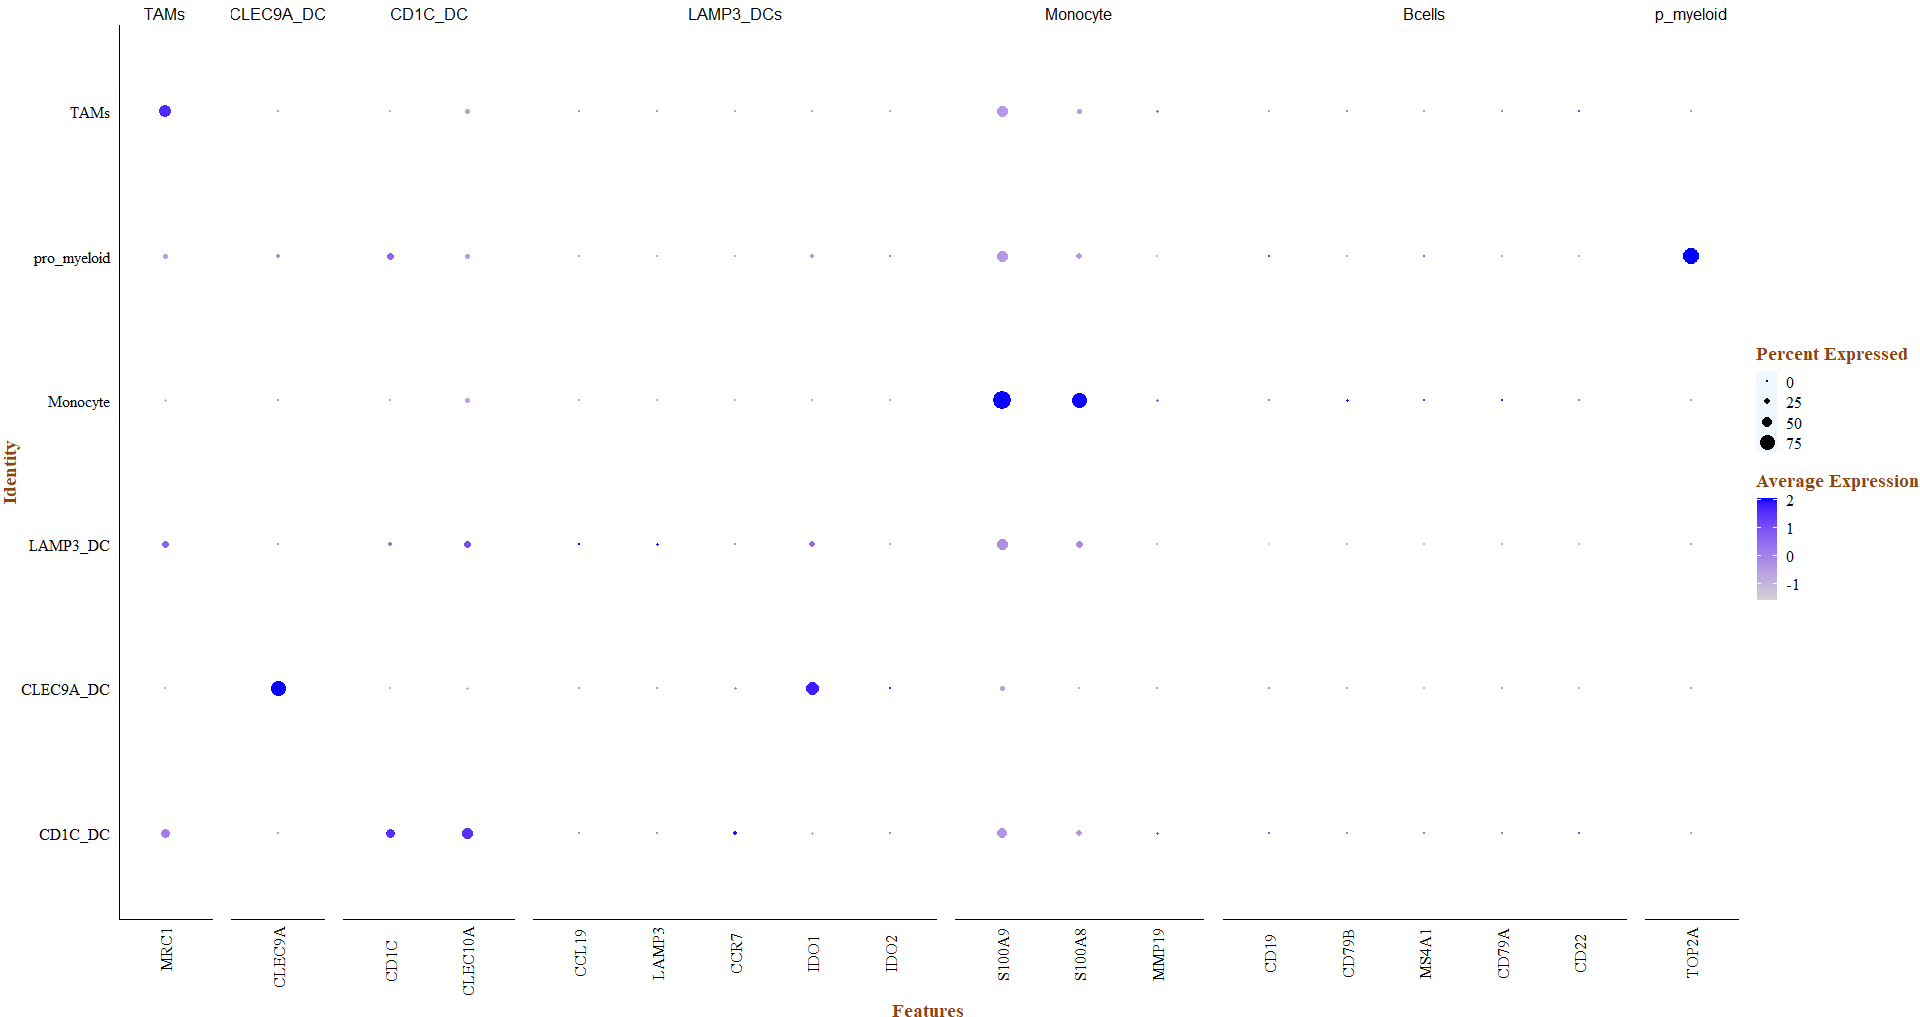 TAMs CLEC9A_DC CD1C_DC LAMP3_DCs Monocyte Bcells p_myeloid
TAMs
pro_myeloid
Monocyte
LAMP3_DC
CLEC9A_DC
CD1C_DC
Identity
MRC1 CLEC9A CD1C CLEC10A CCL19 LAMP3 CCR7 IDO1 IDO2 S100A9 S100A8 MMP19 CD19 CD79B MS4A1 CD79A CD22 TOP2A
Features
Percent Expressed
0
25
50
75
Average Expression
2
1
0
-1